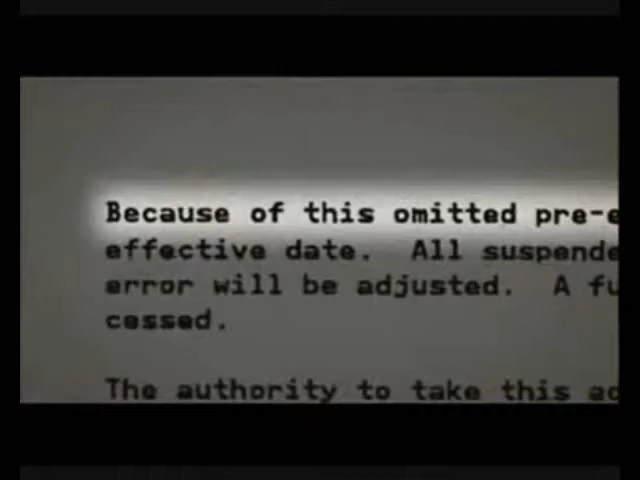 Because of this omitted pre-e
effective date. All suspende
error will be adjusted. A fu
cessed.
The authority to take this ac